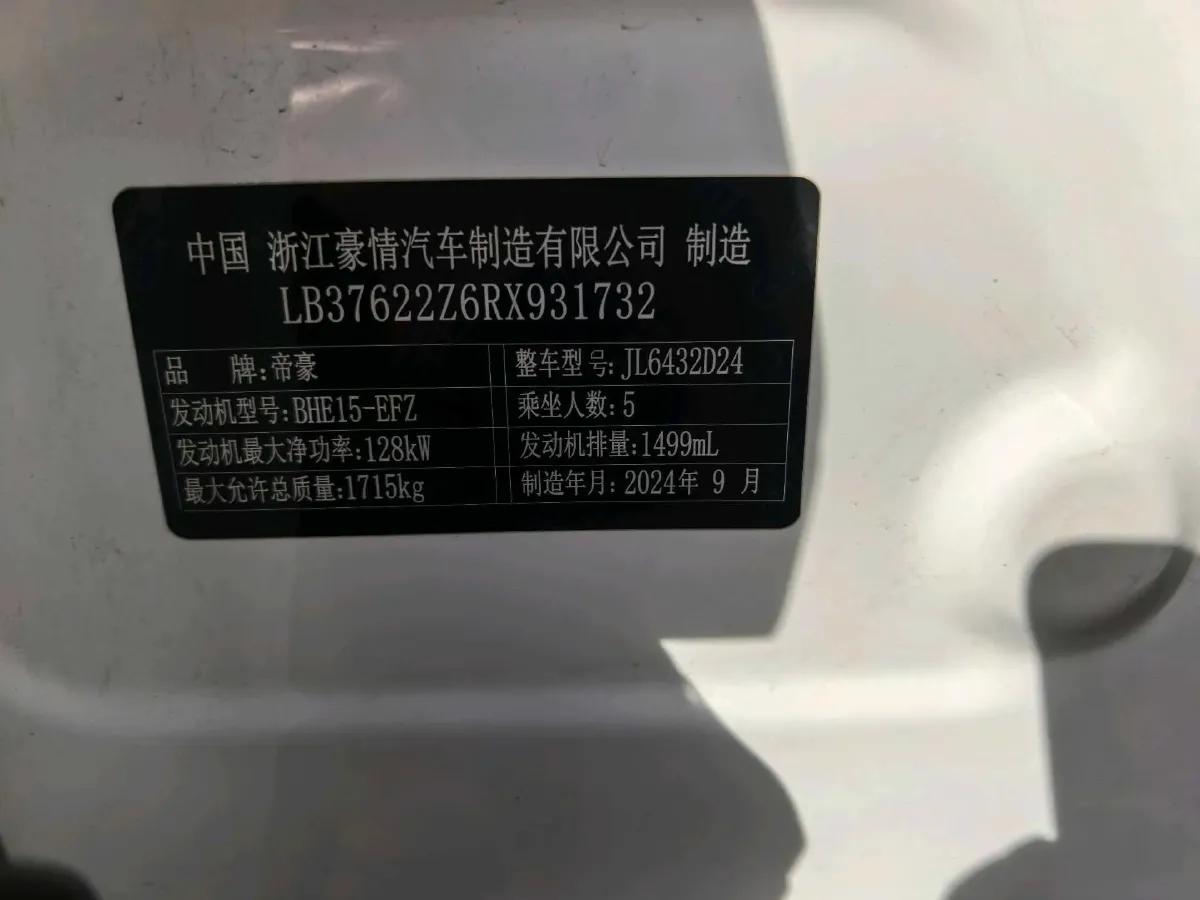 中国 浙江豪情汽车制造有限公司 制造
LB37622Z6RX931732
品 牌:帝豪 整车型号:JL6432D24
发动机型号:BHE15-EFZ 乘坐人数:5
发动机最大净功率:128kW 发动机排量:1499mL
最大允许总质量:1715kg 制造年月:2024年 9 月